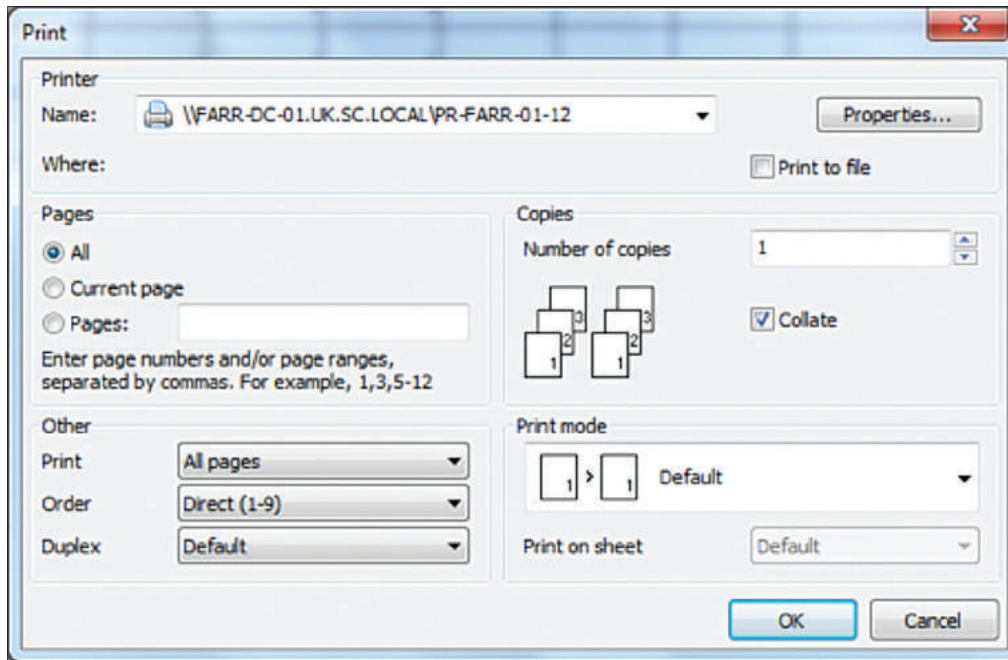 Print
Printer
Name: \\FARR-DC-01.UK.SC.LOCAL\PR-FARR-01-12 Properties...
Where: Print to file
Pages
All
Current page
Pages:
Enter page numbers and/or page ranges,
separated by commas. For example, 1,3,5-12
Copies
Number of copies 1
3 3
2 2
1 1
Collate
Other
Print All pages
Order Direct (1-9)
Duplex Default
Print mode
1 > 1 Default
Print on sheet Default
OK Cancel